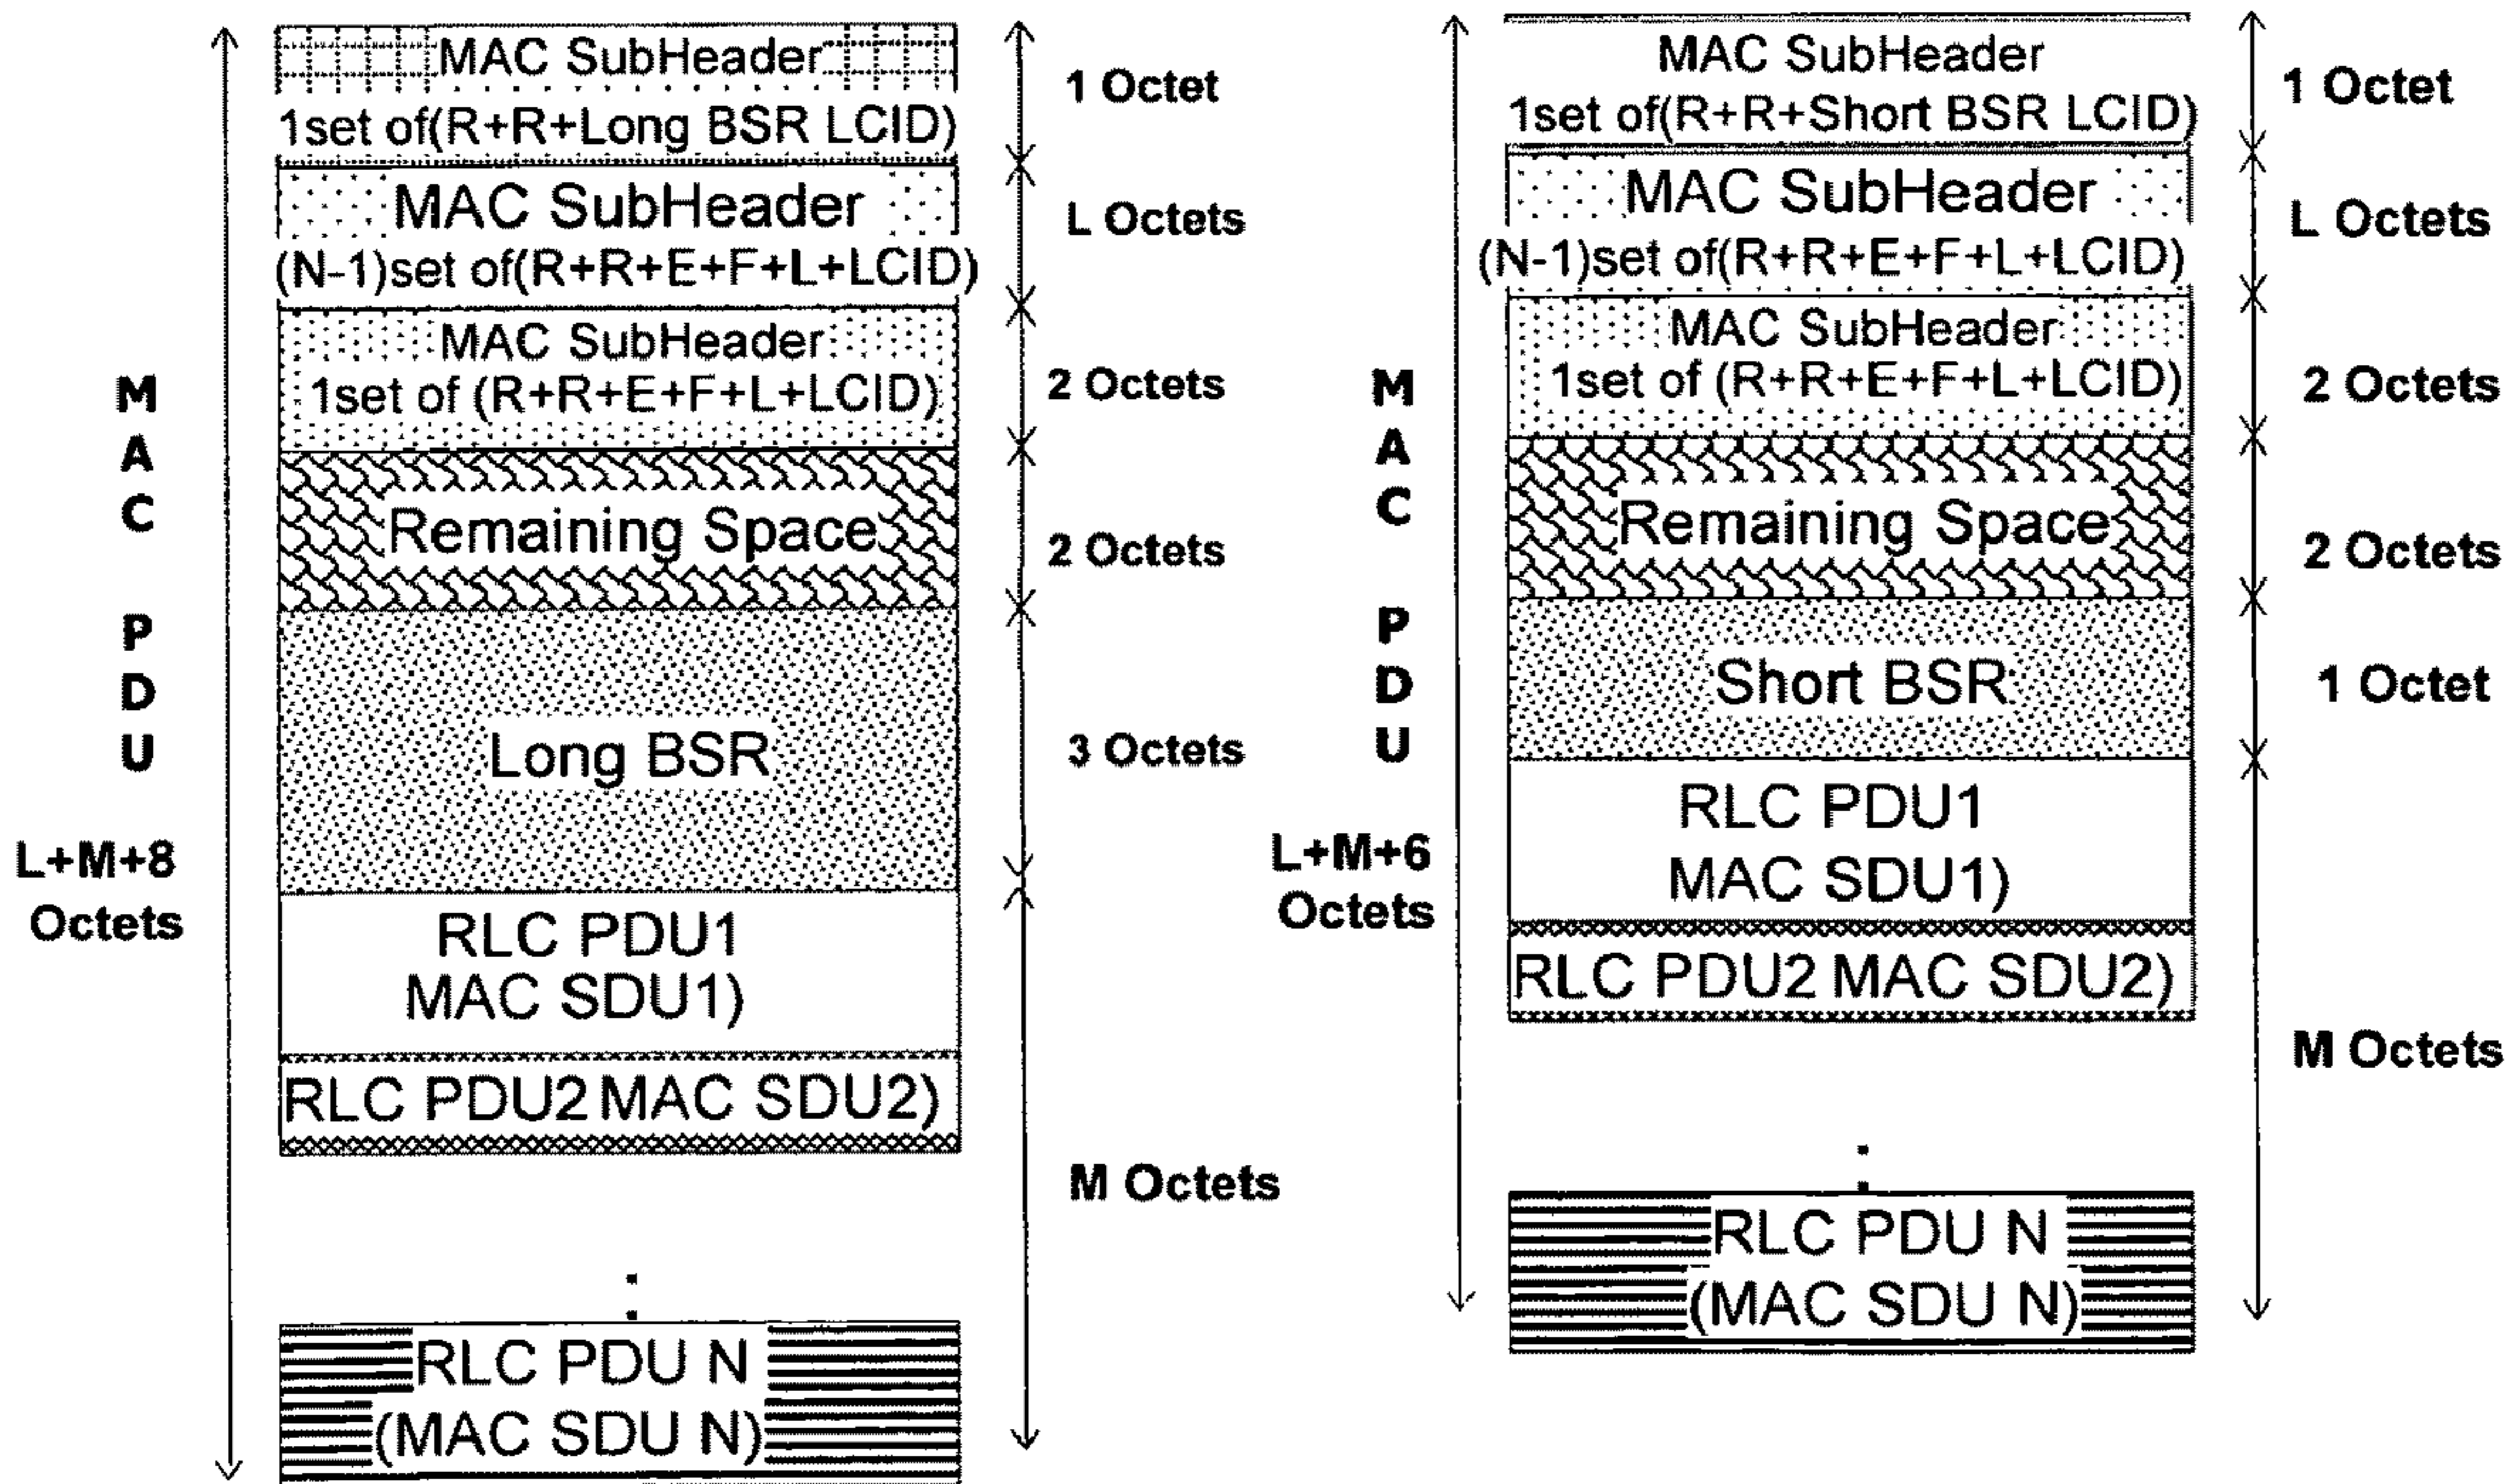 MAC SubHeader
1set of(R+R+Long BSR LCID)
MAC SubHeader
(N-1)set of(R+R+E+F+L+LCID)
MAC SubHeader
1set of (R+R+E+F+L+LCID)
Remaining Space
Long BSR
RLC PDU1
MAC SDU1)
RLC PDU2 MAC SDU2)
RLC PDU N
(MAC SDU N)
M
A
C
P
D
U
L+M+8
Octets
1 Octet
L Octets
2 Octets
2 Octets
3 Octets
M Octets
MAC SubHeader
1set of(R+R+Short BSR LCID)
MAC SubHeader
(N-1)set of(R+R+E+F+L+LCID)
MAC SubHeader
1set of (R+R+E+F+L+LCID)
Remaining Space
Short BSR
RLC PDU1
MAC SDU1)
RLC PDU2 MAC SDU2)
RLC PDU N
(MAC SDU N)
M
A
C
P
D
U
L+M+6
Octets
1 Octet
L Octets
2 Octets
2 Octets
1 Octet
M Octets